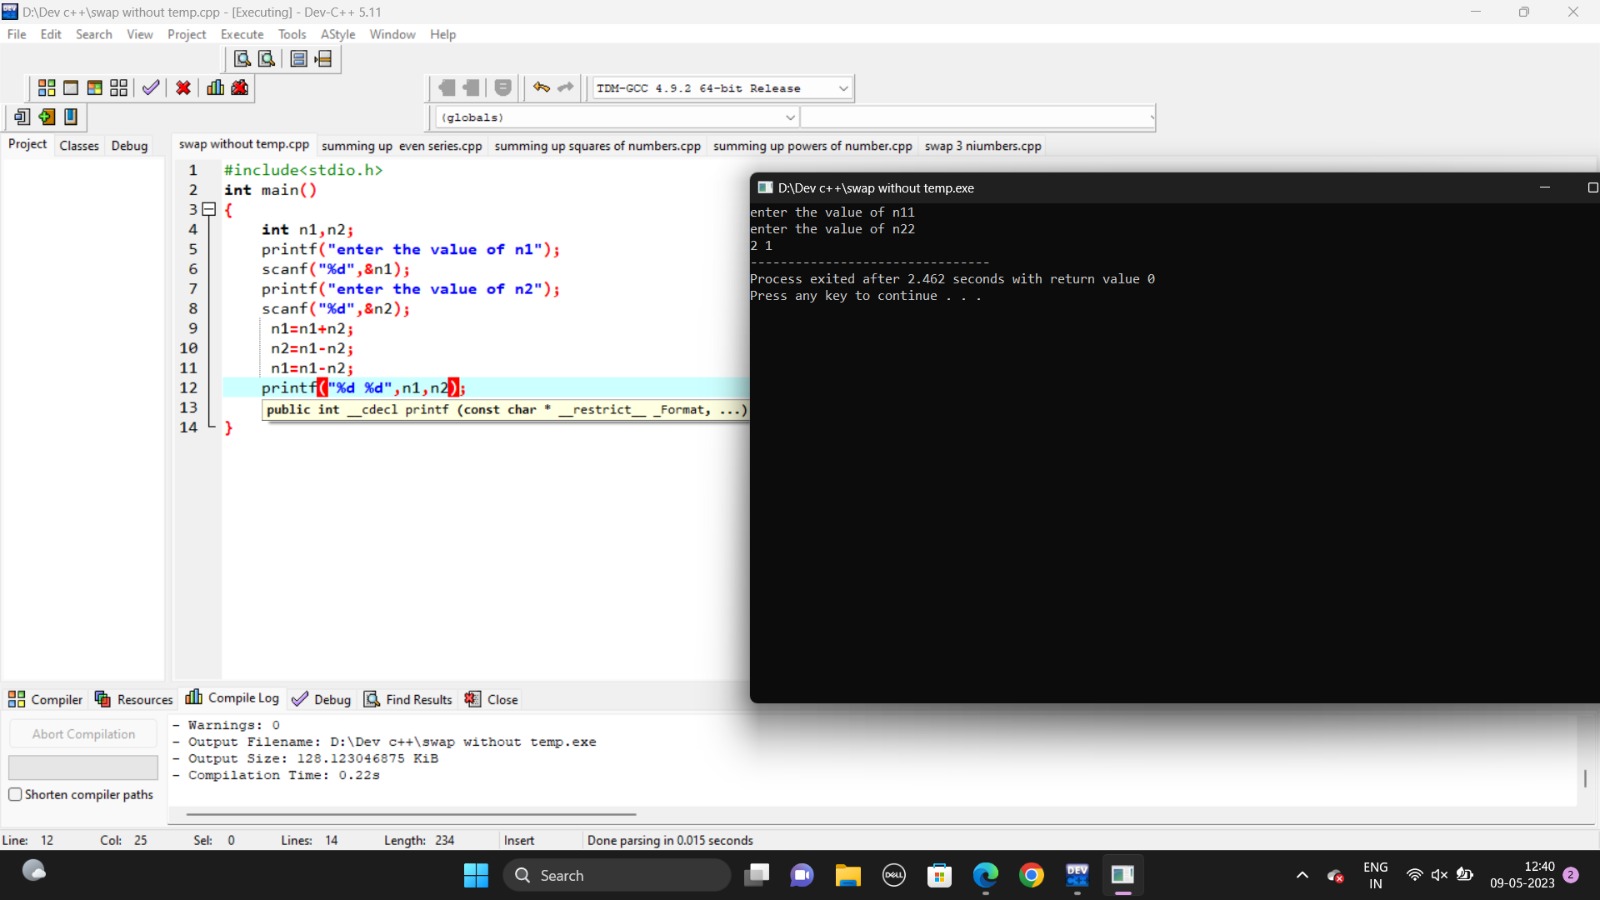 D:\Dev c++\swap without temp.cpp - [Executing] - Dev-C++ 5.11
File Edit Search View Project Execute Tools AStyle Window Help
TDM-GCC 4.9.2 64-bit Release
(globals)
Project Classes Debug
swap without temp.cpp summing up even series.cpp summing up squares of numbers.cpp summing up powers of number.cpp swap 3 niumbers.cpp
1 #include<stdio.h>
2 int main()
3 {
4 int n1,n2;
5 printf("enter the value of n1");
6 scanf("%d",&n1);
7 printf("enter the value of n2");
8 scanf("%d",&n2);
9 n1=n1+n2;
10 n2=n1-n2;
11 n1=n1-n2;
12 printf("%d %d",n1,n2);
13 public int __cdecl printf (const char * __restrict__ _Format, ...)
14 }
D:\Dev c++\swap without temp.exe
enter the value of n11
enter the value of n22
2 1
--------------------------------
Process exited after 2.462 seconds with return value 0
Press any key to continue . . .
Compiler Resources Compile Log Debug Find Results Close
Abort Compilation
Shorten compiler paths
- Warnings: 0
- Output Filename: D:\Dev c++\swap without temp.exe
- Output Size: 128.123046875 KiB
- Compilation Time: 0.22s
Line: 12 Col: 25 Sel: 0 Lines: 14 Length: 234 Insert Done parsing in 0.015 seconds
Search
DELL
DEV
ENG
IN
12:40
09-05-2023
2